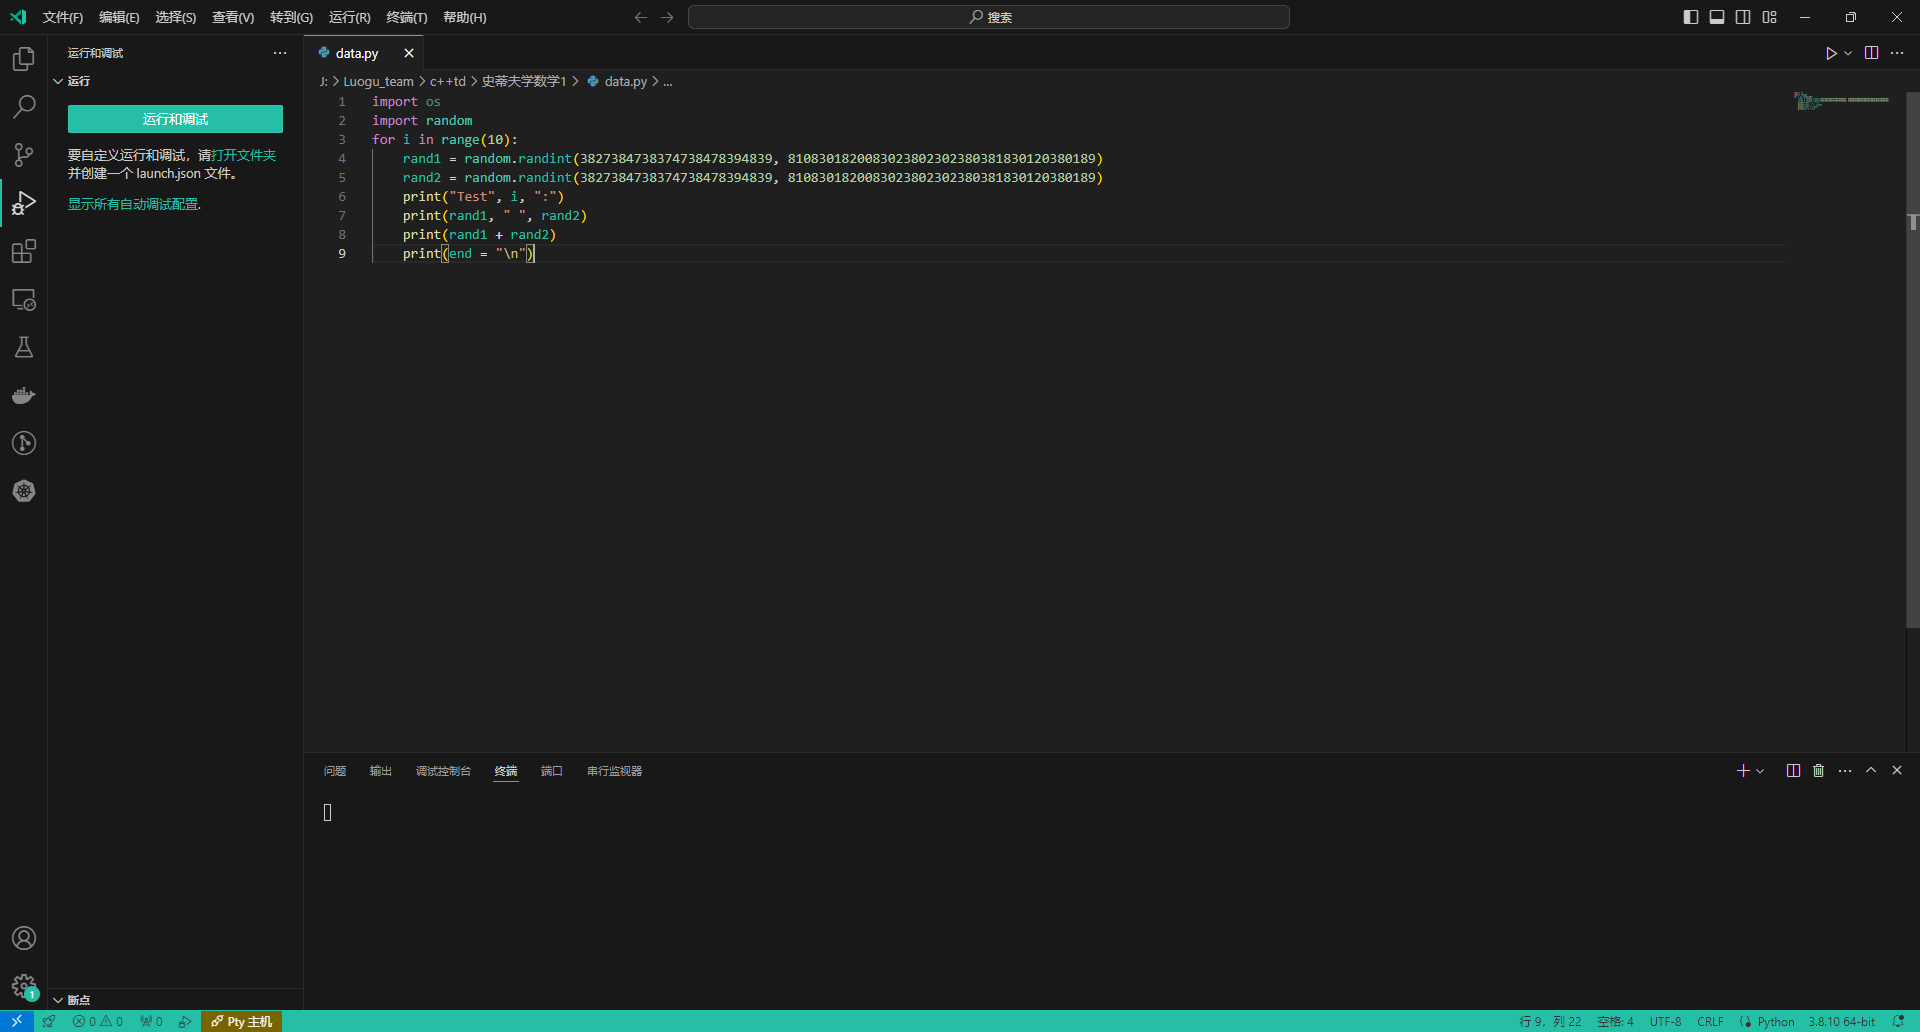 文件(F) 编辑(E) 选择(S) 查看(V) 转到(G) 运行(R) 终端(T) 帮助(H)
搜索
运行和调试
运行
运行和调试
要自定义运行和调试，请打开文件夹
并创建一个 launch.json 文件。
显示所有自动调试配置.
data.py
J: > Luogu_team > c++td > 史蒂夫学数学1 > data.py > ...
1 import os
2 import random
3 for i in range(10):
4 rand1 = random.randint(3827384738374738478394839, 81083018200830238023023803818301203​80189)
5 rand2 = random.randint(3827384738374738478394839, 8108301820083023802302380381830120380189)
6 print("Test", i, ":")
7 print(rand1, " ", rand2)
8 print(rand1 + rand2)
9 print(end = "\n")
问题 输出 调试控制台 终端 端口 串行监视器
断点
1
0 0 0 Pty 主机
行 9，列 22 空格: 4 UTF-8 CRLF Python 3.8.10 64-bit